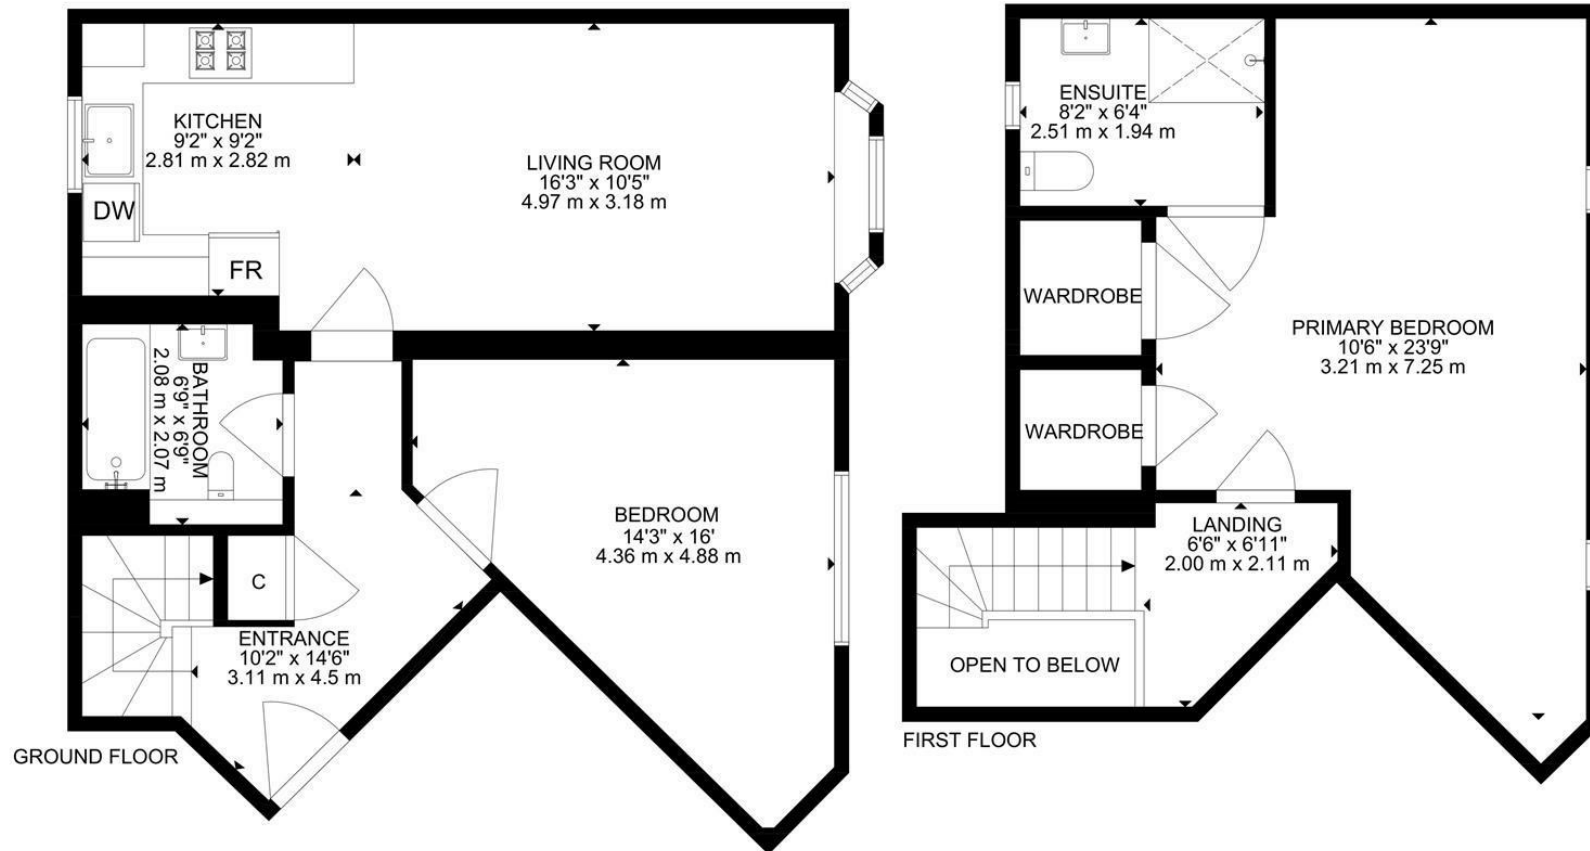 KITCHEN
9'2" x 9'2"
2.81 m x 2.82 m
LIVING ROOM
16'3" x 10'5"
4.97 m x 3.18 m
DW
FR
BATHROOM
6'9" x 6'9"
2.08 m x 2.07 m
BEDROOM
14'3" x 16'
4.36 m x 4.88 m
C
ENTRANCE
10'2" x 14'6"
3.11 m x 4.5 m
GROUND FLOOR
ENSUITE
8'2" x 6'4"
2.51 m x 1.94 m
WARDROBE
PRIMARY BEDROOM
10'6" x 23'9"
3.21 m x 7.25 m
WARDROBE
LANDING
6'6" x 6'11"
2.00 m x 2.11 m
OPEN TO BELOW
FIRST FLOOR